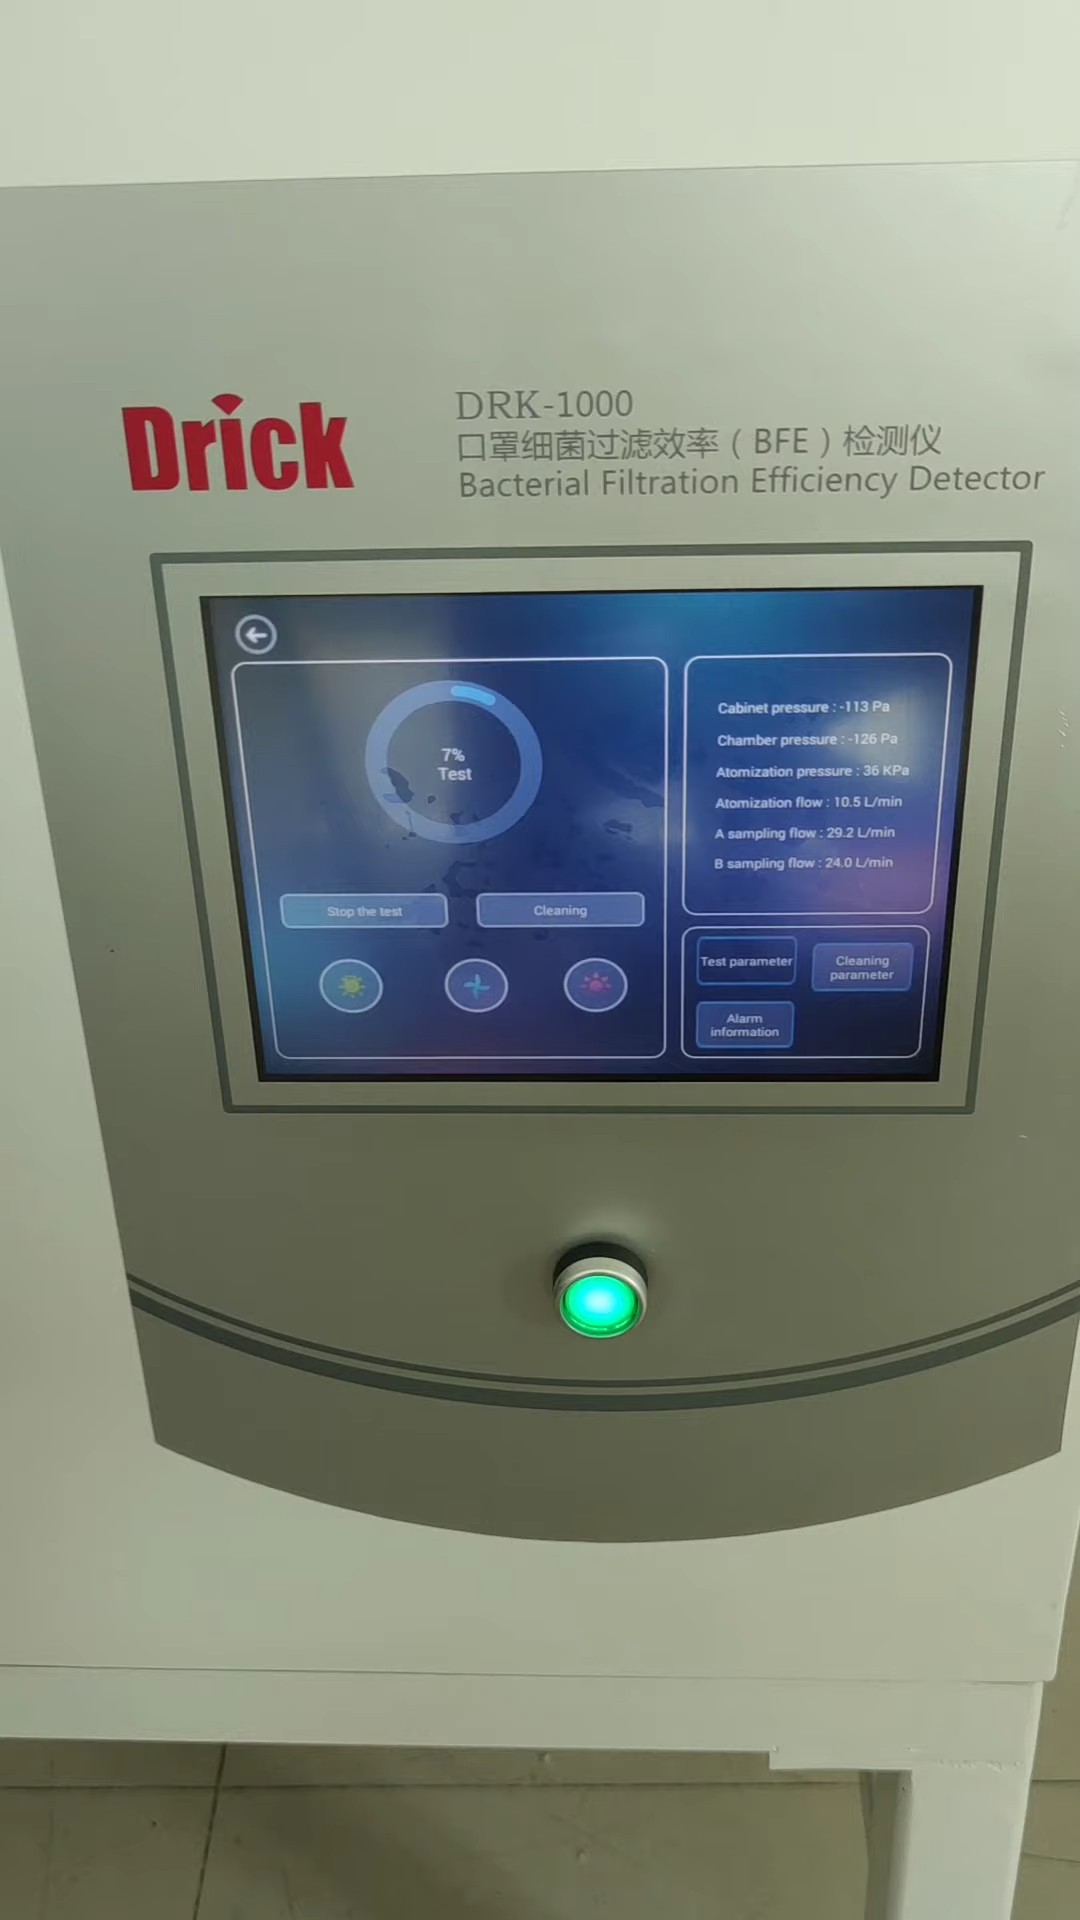 Drick
DRK-1000
口罩细菌过滤效率（BFE）检测仪
Bacterial Filtration Efficiency Detector
7%
Test
Stop the test
Cleaning
Cabinet pressure : -113 Pa
Chamber pressure : -126 Pa
Atomization pressure : 36 KPa
Atomization flow : 10.5 L/min
A sampling flow : 29.2 L/min
B sampling flow : 24.0 L/min
Test parameter
Cleaning
parameter
Alarm
information